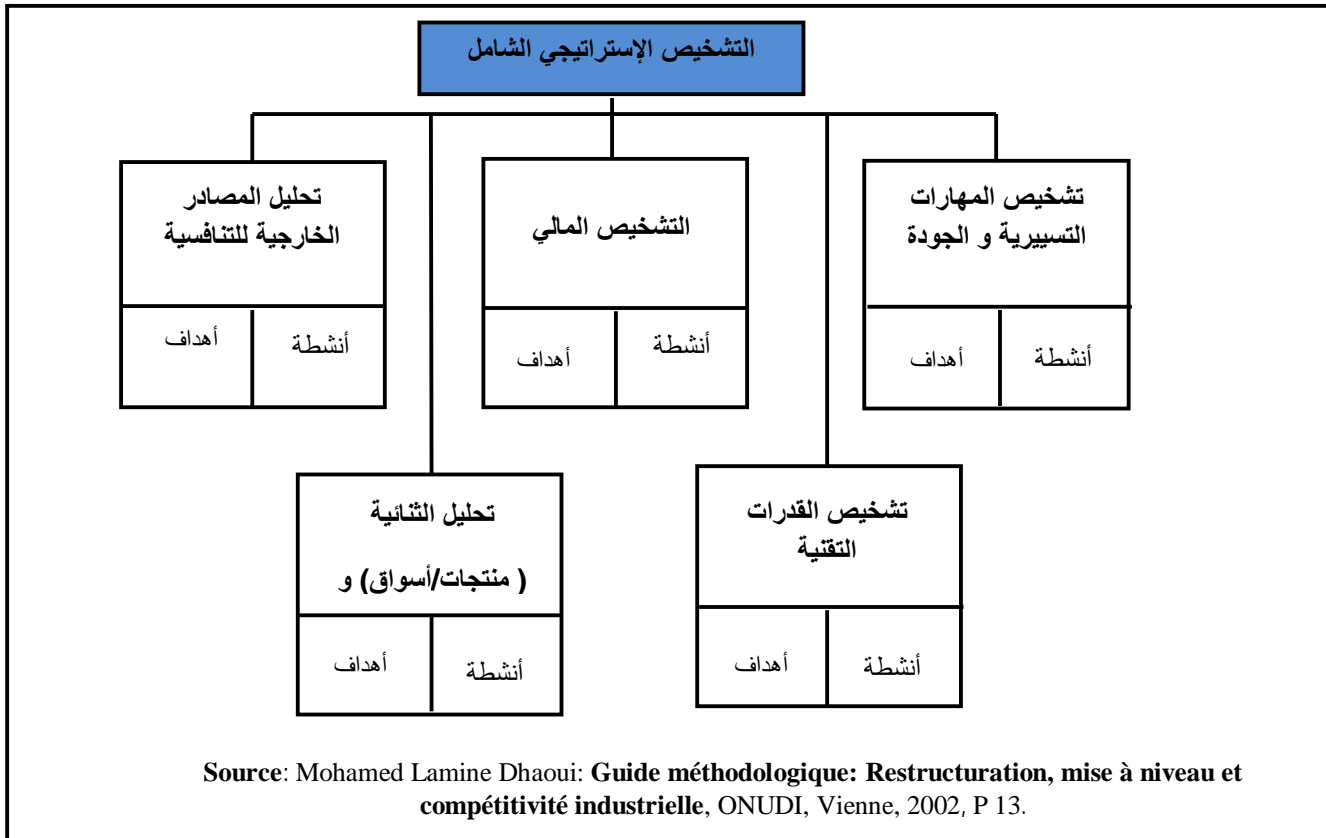 التشخيص الإستراتيجي الشامل
تشخيص المهارات
التسييرية و الجودة
أنشطة
أهداف
التشخيص المالي
أنشطة
أهداف
تحليل المصادر
الخارجية للتنافسية
أنشطة
أهداف
تشخيص القدرات
التقنية
أنشطة
أهداف
تحليل الثنائية
( منتجات/أسواق) و
أنشطة
أهداف
Source: Mohamed Lamine Dhaoui: Guide méthodologique: Restructuration, mise à niveau et
compétitivité industrielle, ONUDI, Vienne, 2002, P 13.